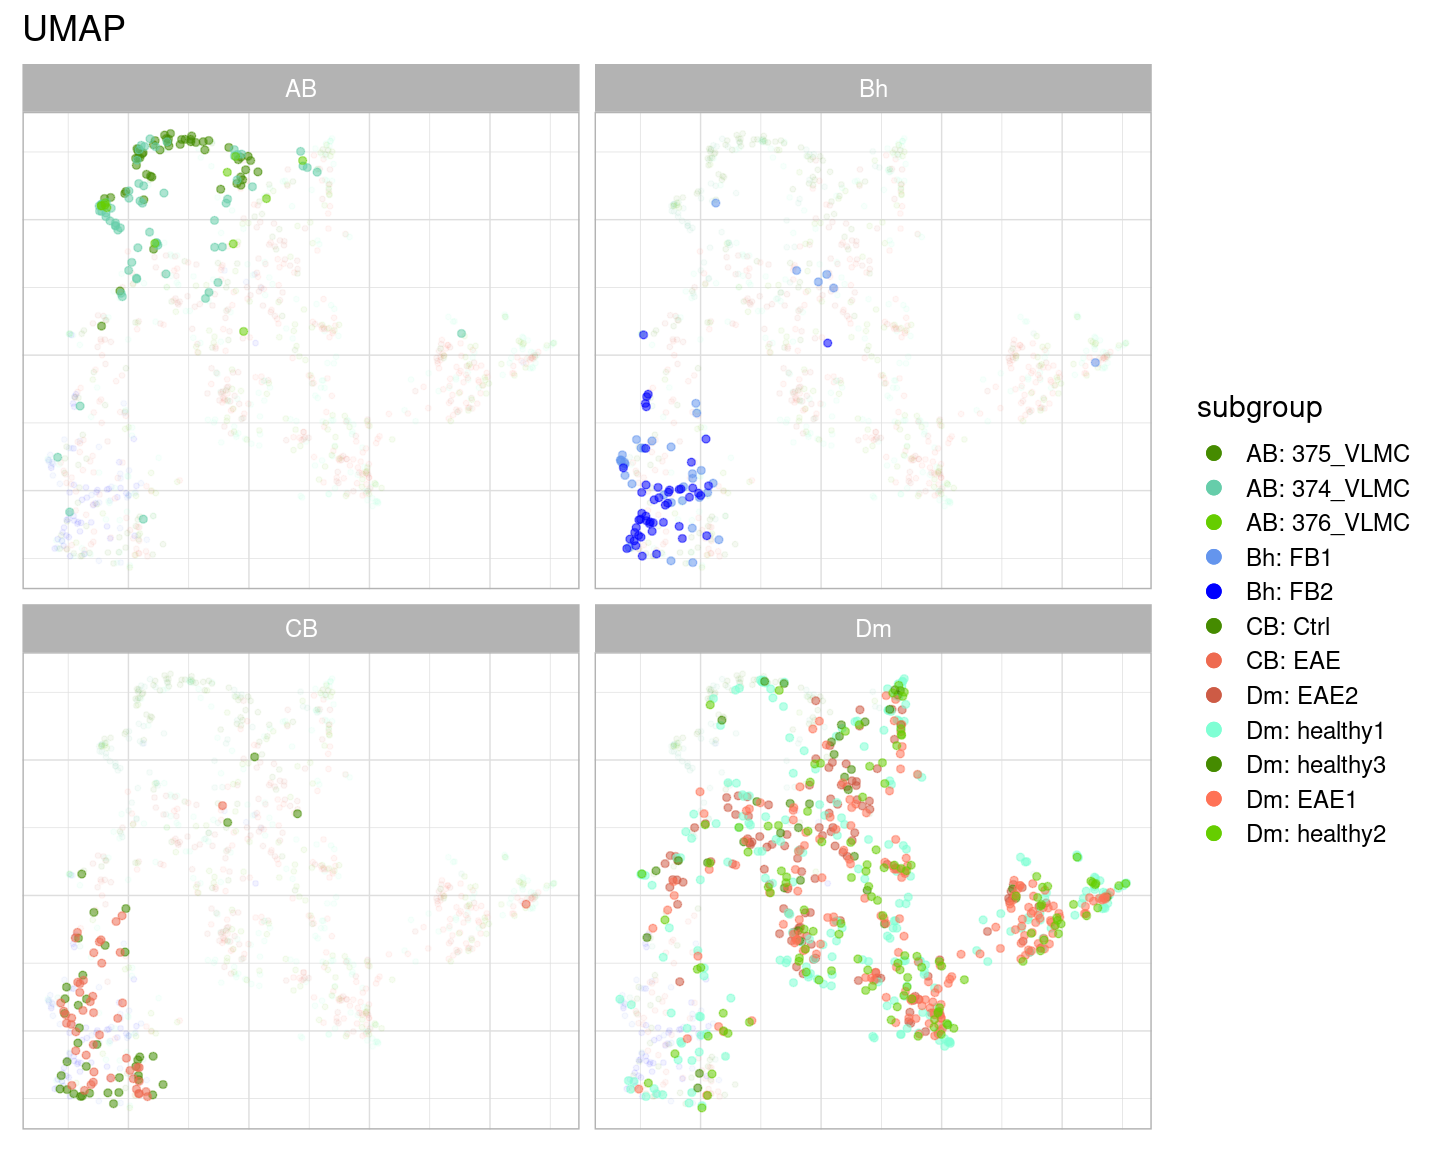 UMAP
AB
Bh
CB
Dm
subgroup
AB: 375_VLMC
AB: 374_VLMC
AB: 376_VLMC
Bh: FB1
Bh: FB2
CB: Ctrl
CB: EAE
Dm: EAE2
Dm: healthy1
Dm: healthy3
Dm: EAE1
Dm: healthy2